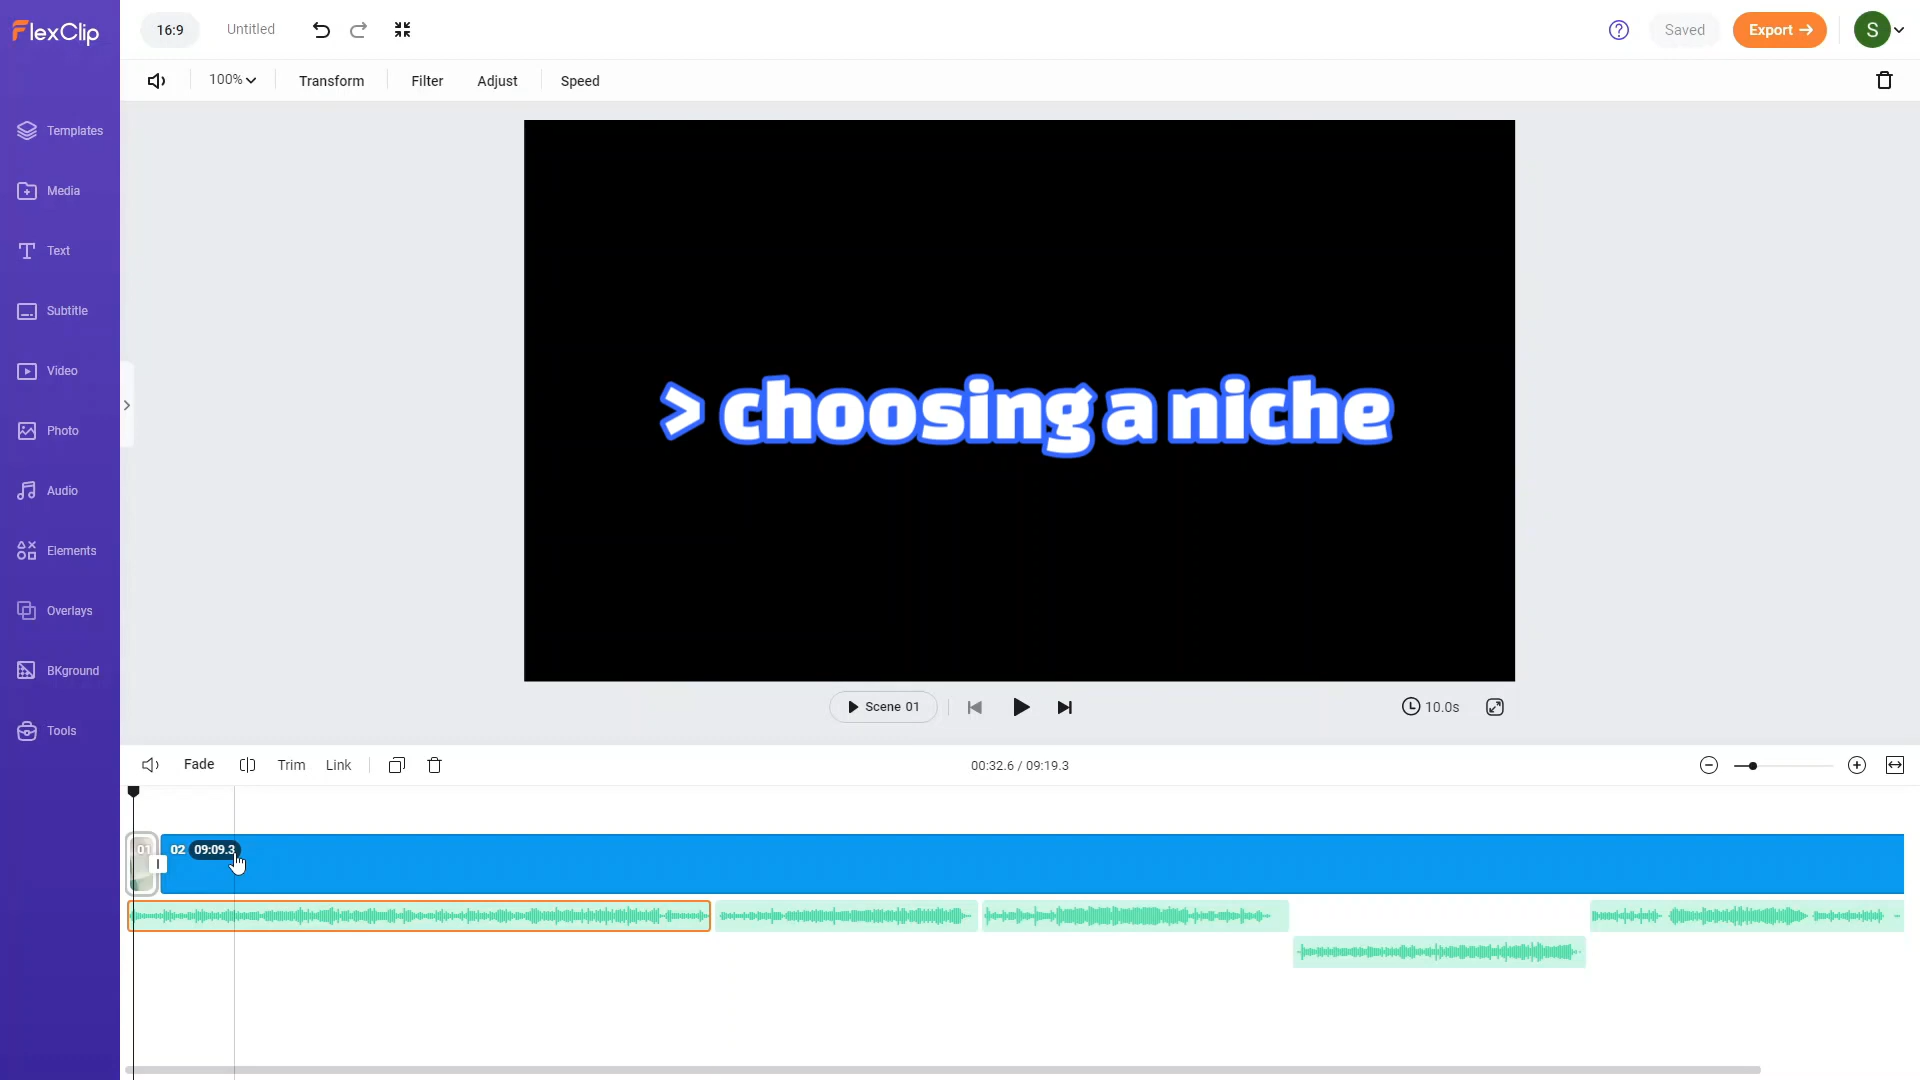 FlexClip
16:9
Untitled
Saved
Export
S
100%
Transform
Filter
Adjust
Speed
Templates
Media
Text
Subtitle
Video
Photo
Audio
Elements
Overlays
BKground
Tools
> choosing a niche
Scene 01
10.0s
Fade
Trim
Link
00:32.6 / 09:19.3
01
02
09:09.3